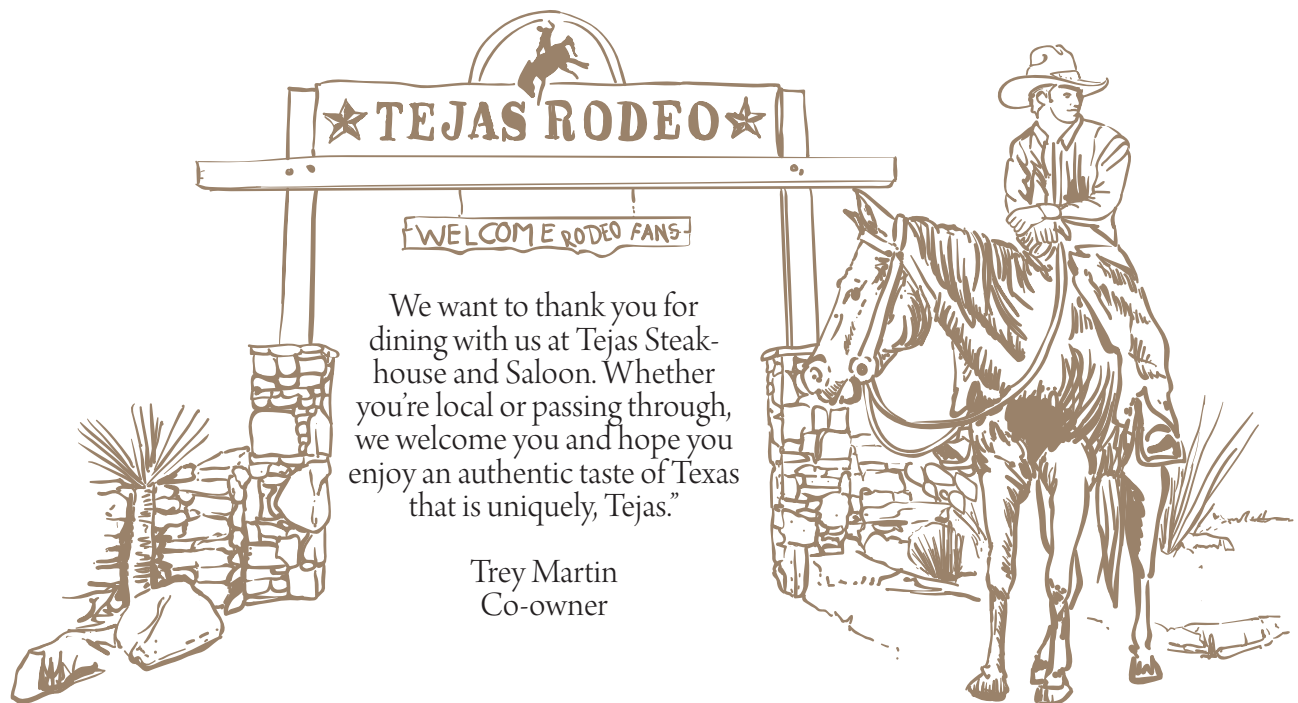 TEJAS RODEO
WELCOME RODEO FANS
We want to thank you for
dining with us at Tejas Steak-
house and Saloon. Whether
you’re local or passing through,
we welcome you and hope you
enjoy an authentic taste of Texas
that is uniquely, Tejas.”
Trey Martin
Co-owner